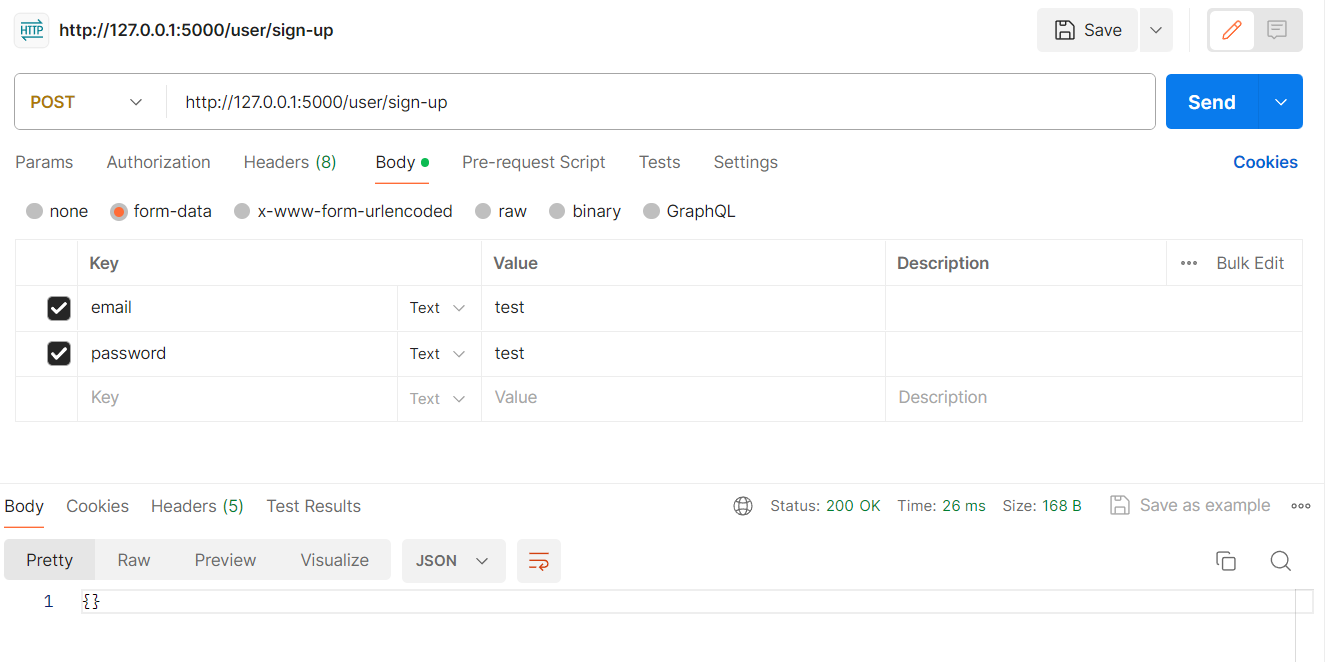 HTTP http://127.0.0.1:5000/user/sign-up Save
POST http://127.0.0.1:5000/user/sign-up Send
Params Authorization Headers (8) Body Pre-request Script Tests Settings Cookies
none form-data x-www-form-urlencoded raw binary GraphQL
Key Value Description ••• Bulk Edit
email Text test
password Text test
Key Text Value Description
Body Cookies Headers (5) Test Results Status: 200 OK Time: 26 ms Size: 168 B Save as example
Pretty Raw Preview Visualize JSON
1 {}